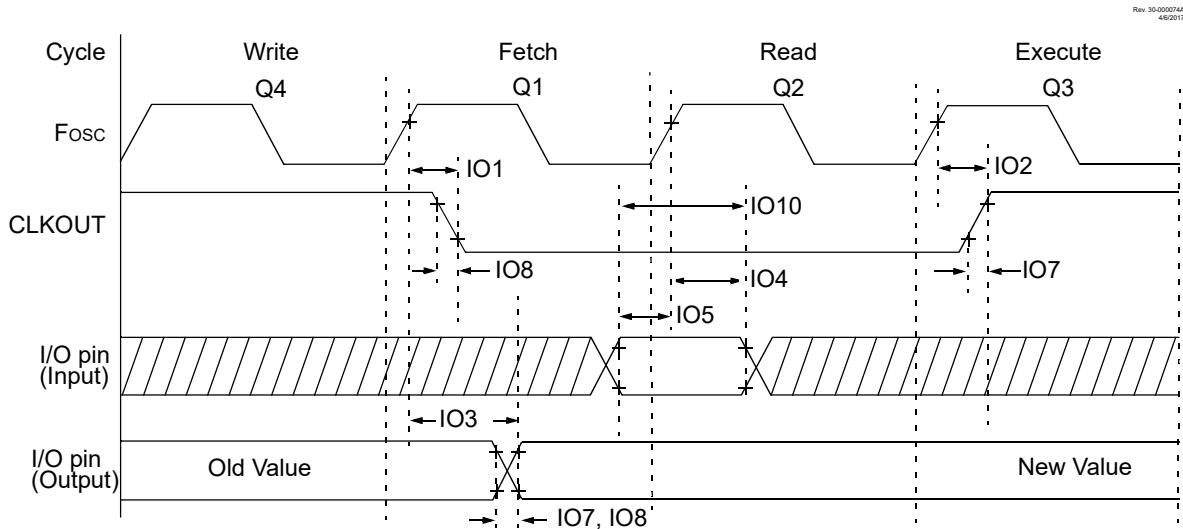 Rev. 30-000074A
4/6/2017
Cycle Write Fetch Read Execute
Q4 Q1 Q2 Q3
Fosc
IO1 IO2
CLKOUT
IO10
IO8 IO4 IO7
IO5
I/O pin
(Input)
IO3
I/O pin
(Output)
Old Value New Value
IO7, IO8